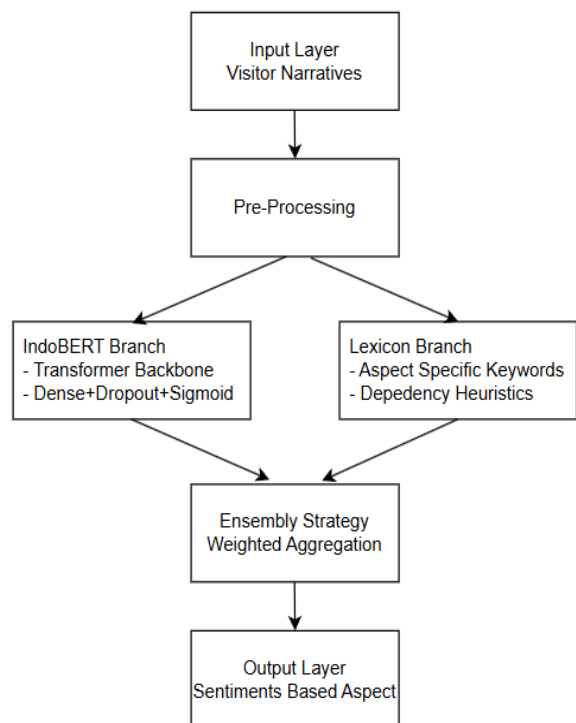 Input Layer
Visitor Narratives
Pre-Processing
IndoBERT Branch
- Transformer Backbone
- Dense+Dropout+Sigmoid
Lexicon Branch
- Aspect Specific Keywords
- Depedency Heuristics
Ensembly Strategy
Weighted Aggregation
Output Layer
Sentiments Based Aspect